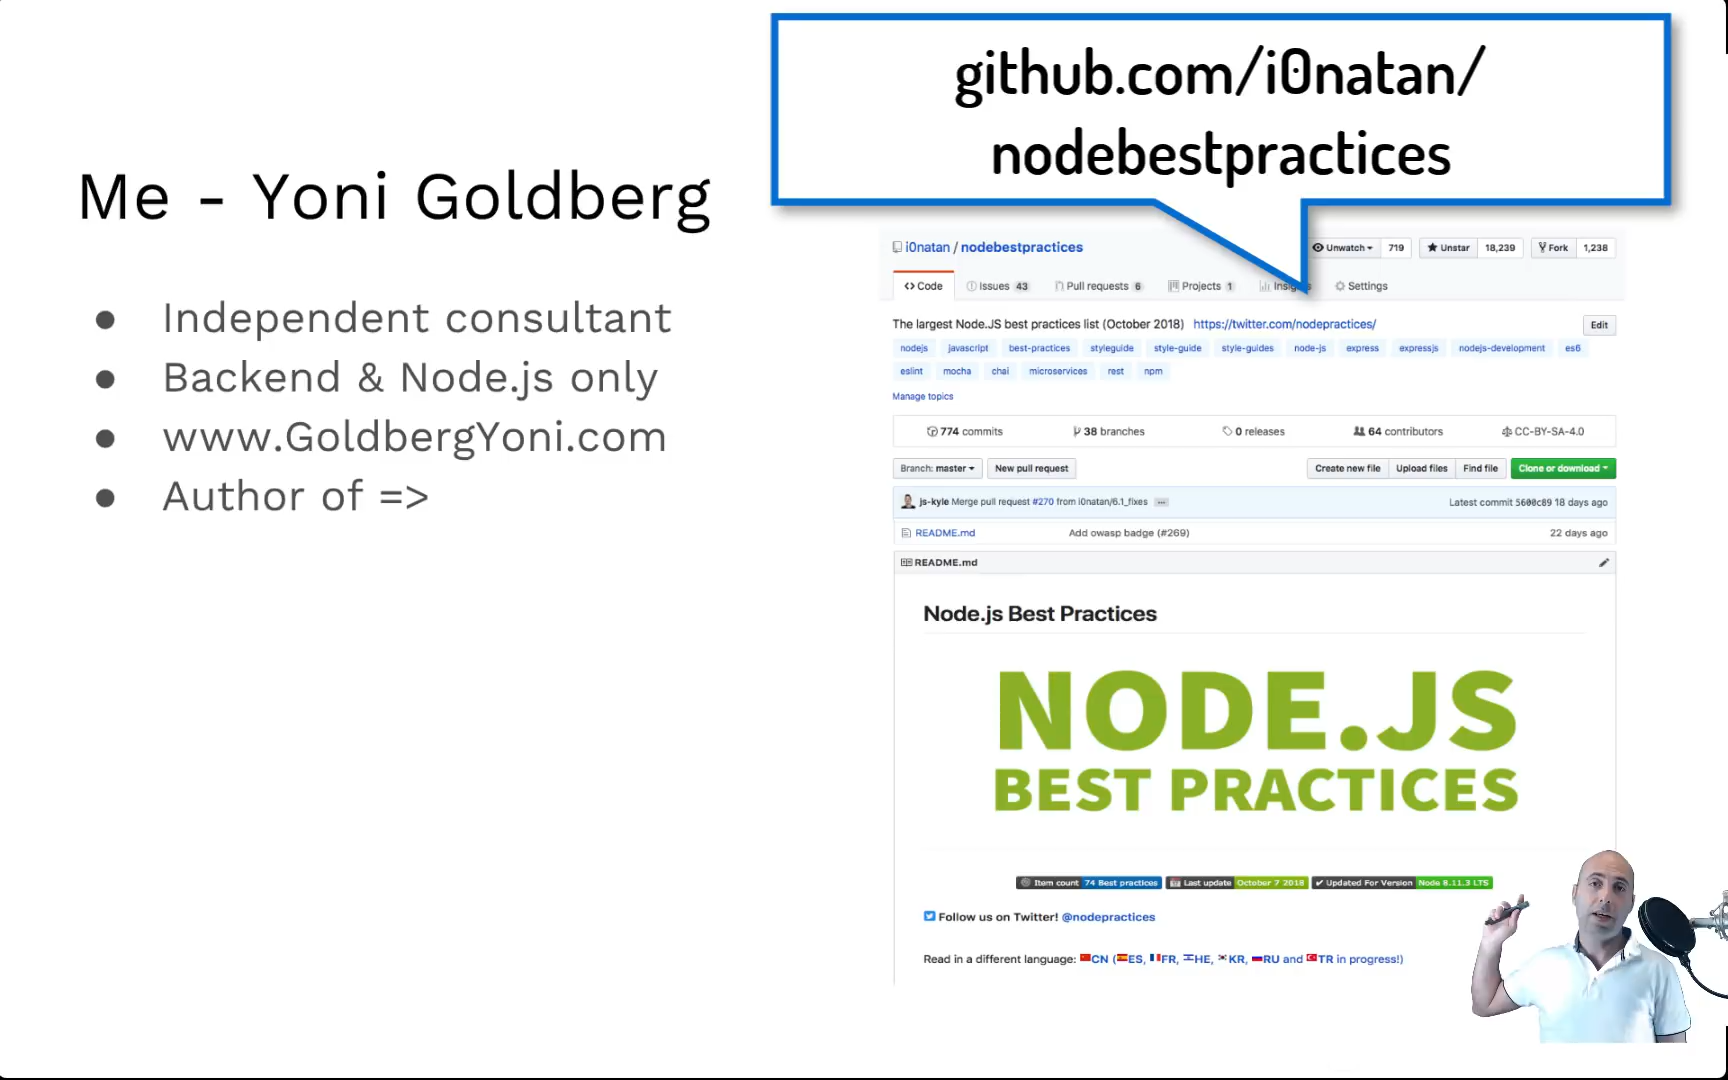 github.com/i0natan/
nodebestpractices
Me - Yoni Goldberg
● Independent consultant
● Backend & Node.js only
● www.GoldbergYoni.com
● Author of =>
i0natan / nodebestpractices
Unwatch 719 Unstar 18,239 Fork 1,238
Code Issues 43 Pull requests 6 Projects 1 Settings
The largest Node.JS best practices list (October 2018) https://twitter.com/nodepractices/ Edit
nodejs javascript best-practices styleguide style-guide style-guides node-js express expressjs nodejs-development es6
eslint mocha chai microservices rest npm
Manage topics
774 commits 38 branches 0 releases 64 contributors CC-BY-SA-4.0
Branch: master New pull request Create new file Upload files Find file Clone or download
js-kyle Merge pull request #270 from i0natan/6.1_fixes ... Latest commit 5600c89 18 days ago
README.md Add owasp badge (#269) 22 days ago
README.md
Node.js Best Practices
NODE.JS
BEST PRACTICES
Item count 74 Best practices Last update October 7 2018 ✔ Updated For Version Node 8.11.3 LTS
Follow us on Twitter! @nodepractices
Read in a different language: CN (ES, FR, HE, KR, RU and TR in progress!)